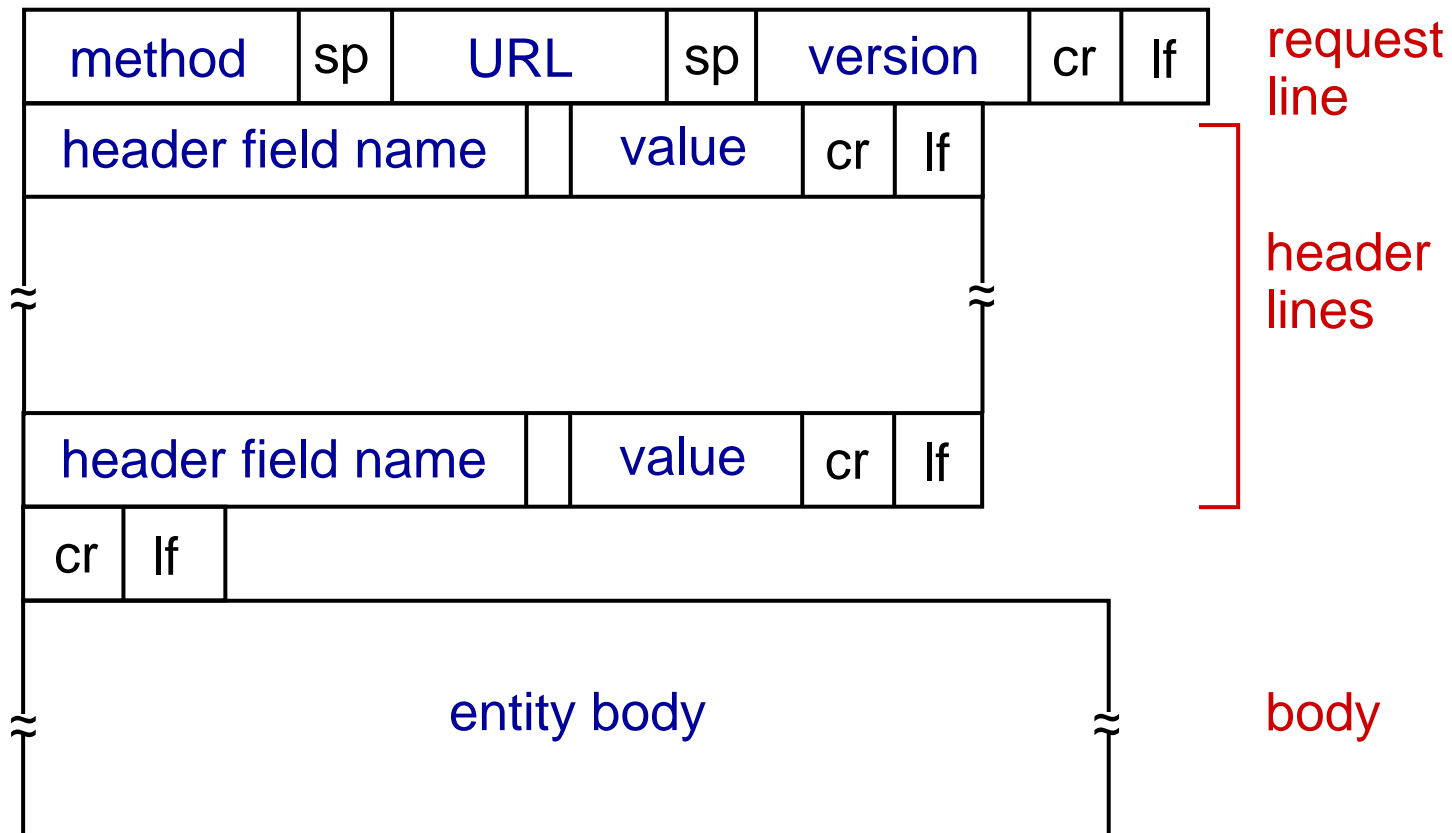 method sp URL sp version cr lf request
line
header field name value cr lf
header
lines
header field name value cr lf
cr lf
entity body body